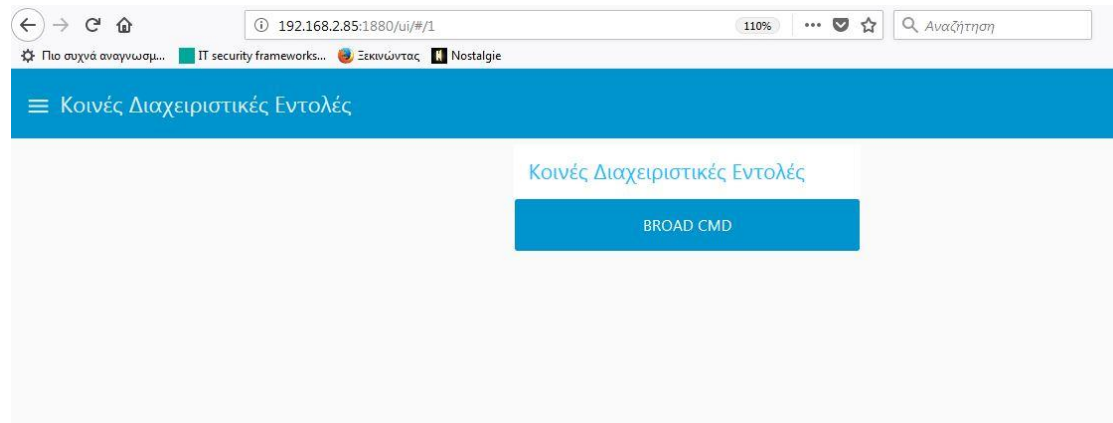 192.168.2.85:1880/ui/#/1 110% Αναζήτηση
Πιο συχνά αναγνωσμ... IT security frameworks... Ξεκινώντας N Nostalgie
Κοινές Διαχειριστικές Εντολές
Κοινές Διαχειριστικές Εντολές
BROAD CMD